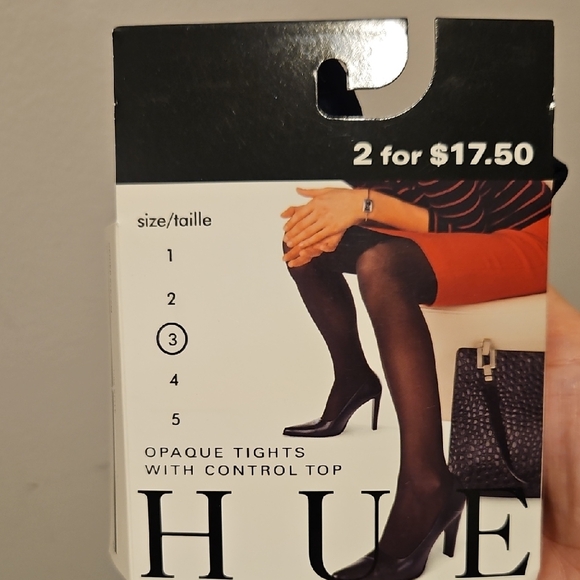 2 for $17.50
size/taille
1
2
3
4
5
OPAQUE TIGHTS
WITH CONTROL TOP
HUE